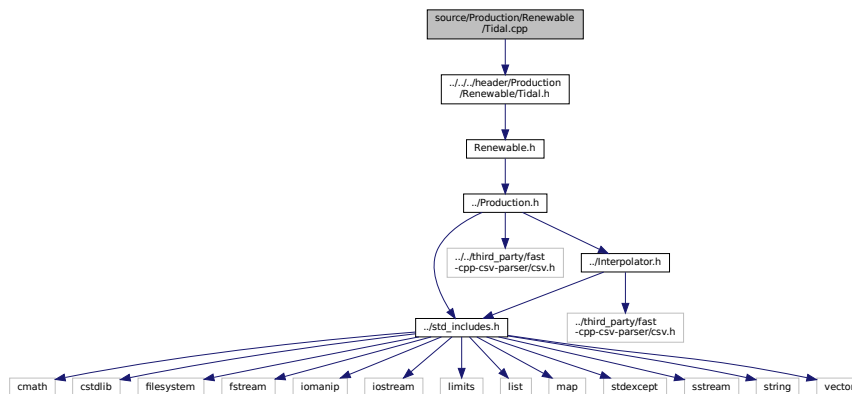 source/Production/Renewable
/Tidal.cpp
../../../header/Production
/Renewable/Tidal.h
Renewable.h
../Production.h
../../third_party/fast
-cpp-csv-parser/csv.h
../Interpolator.h
../third_party/fast
-cpp-csv-parser/csv.h
../std_includes.h
cmath
cstdlib
filesystem
fstream
iomanip
iostream
limits
list
map
stdexcept
sstream
string
vector